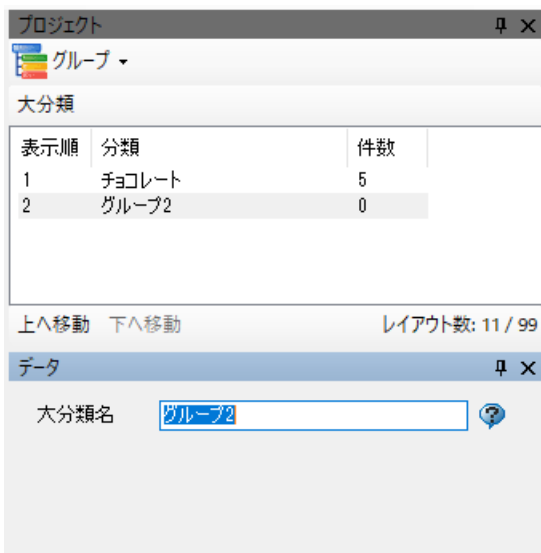 プロジェクト
グループ
大分類
表示順 分類 件数
1 チョコレート 5
2 グループ2 0
上へ移動 下へ移動 レイアウト数: 11 / 99
データ
大分類名 グループ2